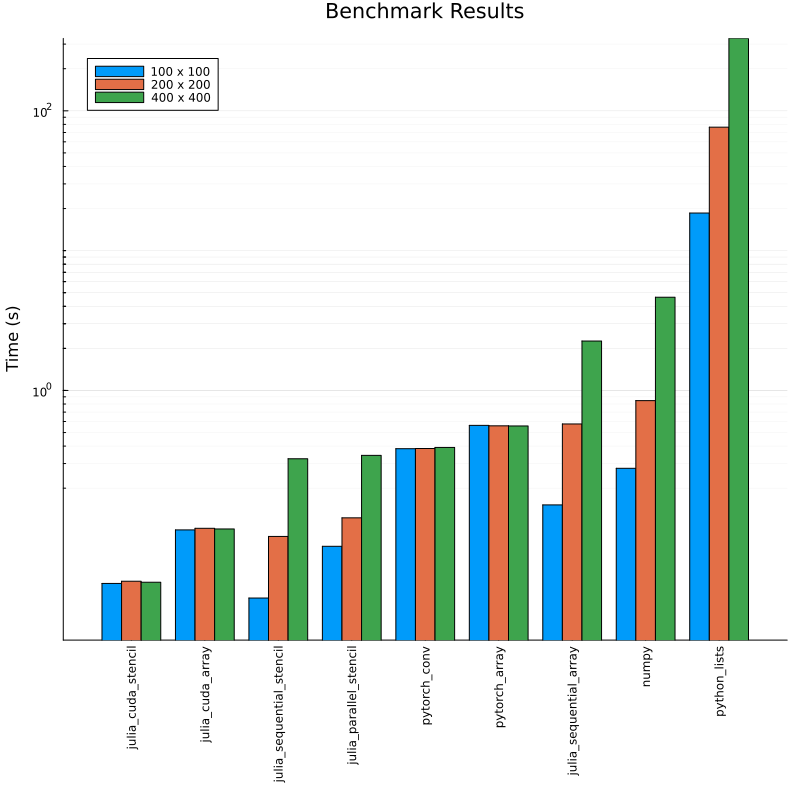 Benchmark Results
100 x 100
200 x 200
400 x 400
10²
10⁰
Time (s)
julia_cuda_stencil
julia_cuda_array
julia_sequential_stencil
julia_parallel_stencil
pytorch_conv
pytorch_array
julia_sequential_array
numpy
python_lists